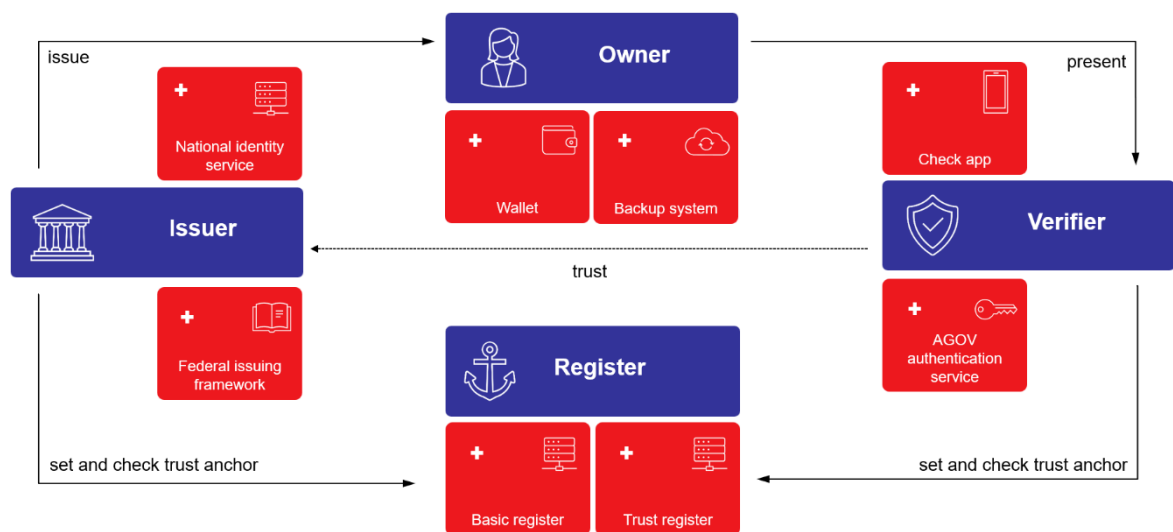 issue
Owner
present
National identity
service
Wallet
Backup system
Check app
Issuer
Verifier
trust
Federal issuing
framework
Register
AGOV
authentication
service
set and check trust anchor
set and check trust anchor
Basic register
Trust register